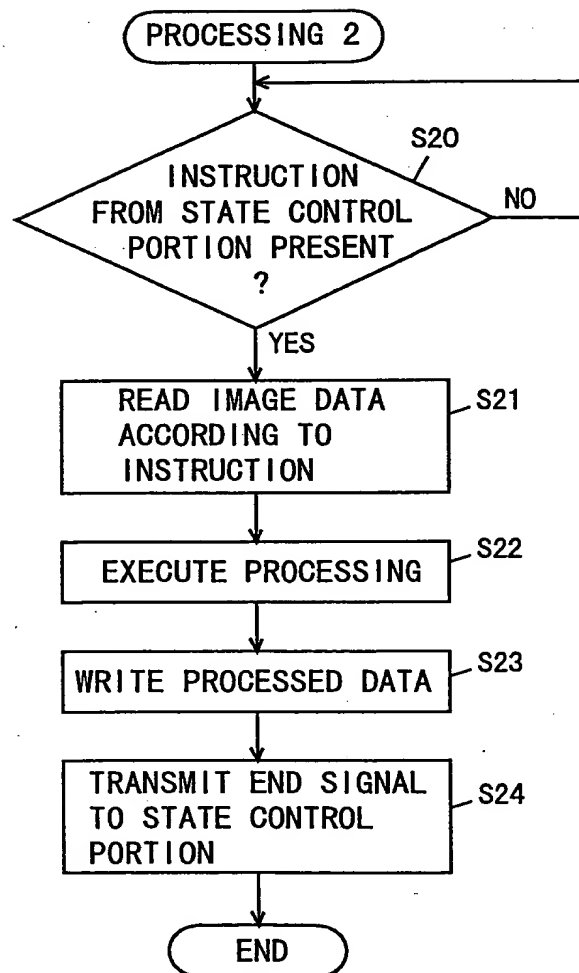 PROCESSING 2
S20
INSTRUCTION
FROM STATE CONTROL
PORTION PRESENT
?
NO
YES
READ IMAGE DATA
ACCORDING TO
INSTRUCTION
S21
EXECUTE PROCESSING
S22
WRITE PROCESSED DATA
S23
TRANSMIT END SIGNAL
TO STATE CONTROL
PORTION
S24
END